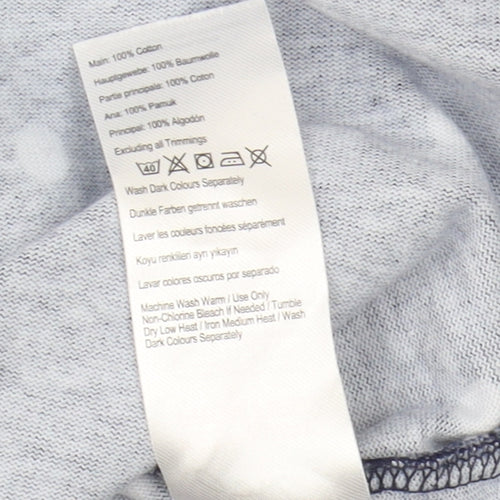 Main: 100% Cotton
Hauptgewebe: 100% Baumwolle
Partie principale: 100% Coton
Ana: 100% Pamuk
Principal: 100% Algodón
Excluding all Trimmings
40
Wash Dark Colours Separately
Dunkle Farben getrennt waschen
Laver les couleurs foncées séparément
Koyu renklileri ayrı yıkayın
Lavar colores oscuros por separado
Machine Wash Warm / Use Only
Non-Chlorine Bleach If Needed / Tumble
Dry Low Heat / Iron Medium Heat / Wash
Dark Colours Separately